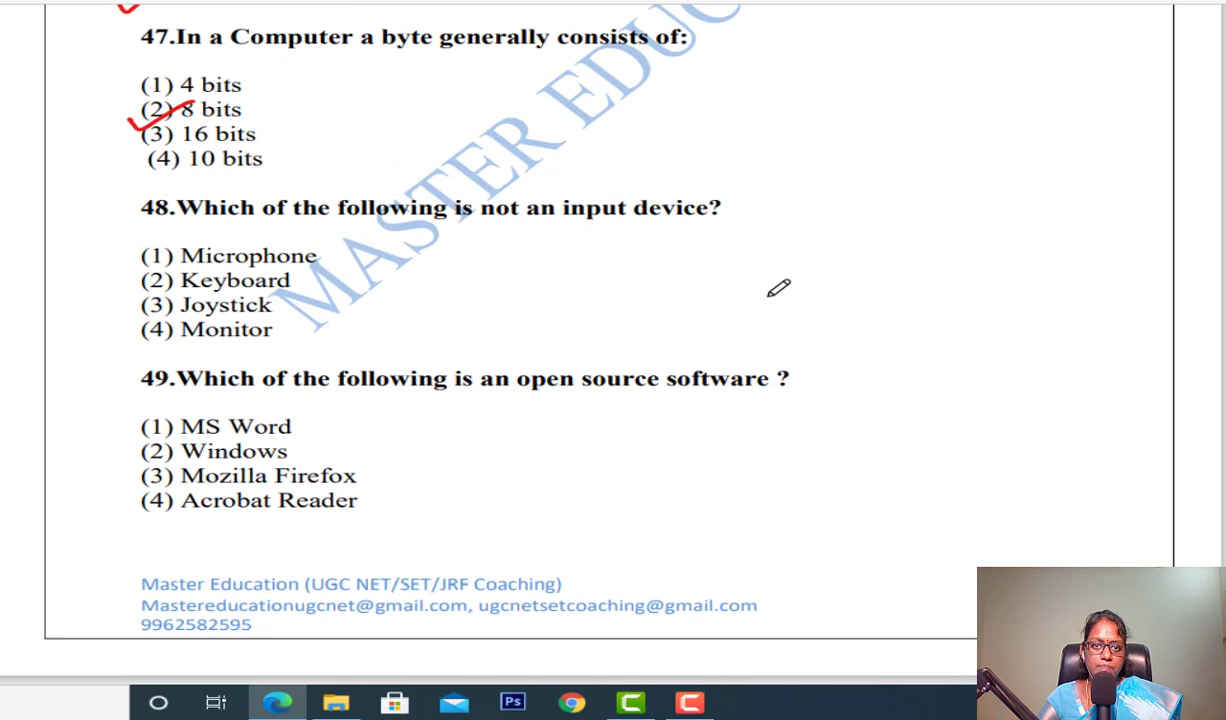 47.In a Computer a byte generally consists of:
(1) 4 bits
(2) 8 bits
(3) 16 bits
(4) 10 bits
48.Which of the following is not an input device?
(1) Microphone
(2) Keyboard
(3) Joystick
(4) Monitor
49.Which of the following is an open source software ?
(1) MS Word
(2) Windows
(3) Mozilla Firefox
(4) Acrobat Reader
MASTER EDUC
Master Education (UGC NET/SET/JRF Coaching)
Mastereducationugcnet@gmail.com, ugcnetsetcoaching@gmail.com
9962582595
Ps
C
C